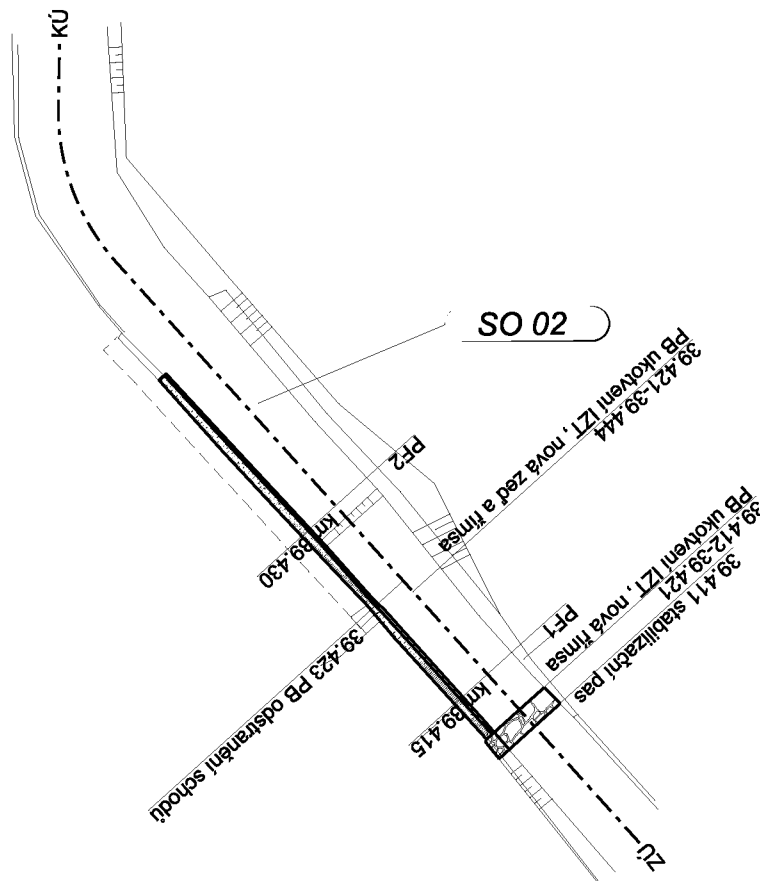 KÚ
SO 02
39.421-39.444
PB ukotvení IZT, nová zeď a římsa
PF2
km
39.430
39.412-39.421
PB ukotvení IZT, nová římsa
39.411 stabilizační pas
PF1
km
39.415
39.423 PB odstranění schodů
ZÚ